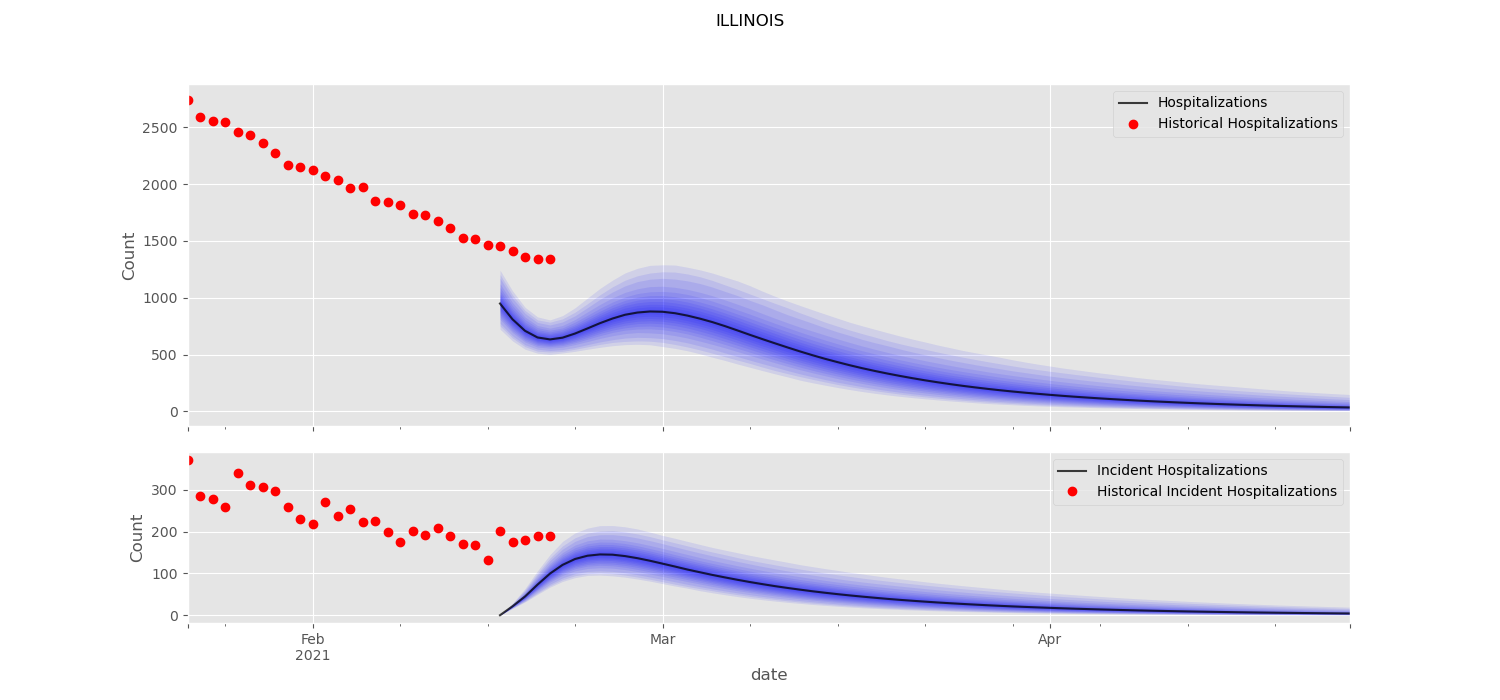 ILLINOIS
Hospitalizations
Historical Hospitalizations
2500
2000
1500
1000
500
0
Count
Incident Hospitalizations
Historical Incident Hospitalizations
300
200
100
0
Count
Feb
2021
Mar
Apr
date